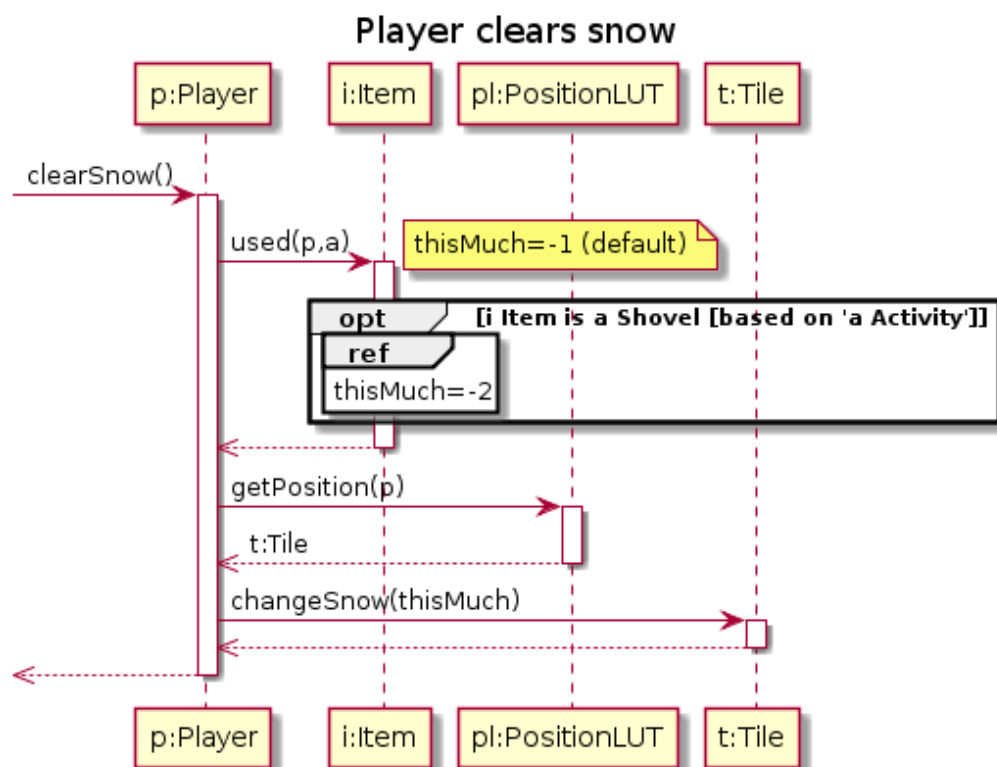 Player clears snow
p:Player
i:Item
pl:PositionLUT
t:Tile
clearSnow()
used(p,a)
thisMuch=-1 (default)
opt
[i Item is a Shovel [based on 'a Activity']]
ref
thisMuch=-2
getPosition(p)
t:Tile
changeSnow(thisMuch)
p:Player
i:Item
pl:PositionLUT
t:Tile